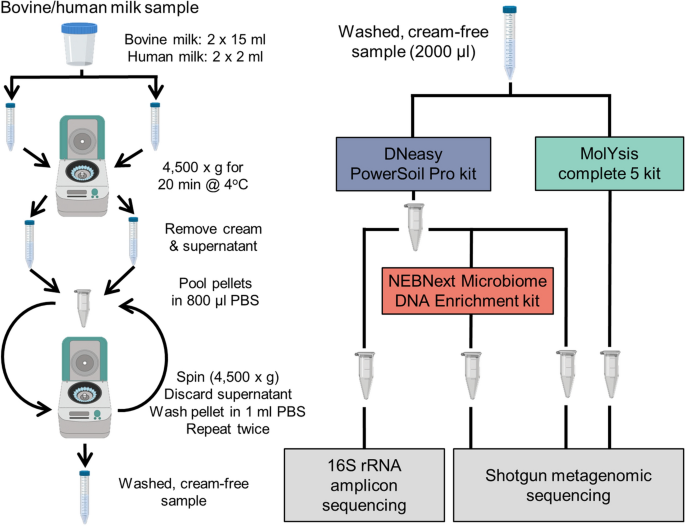 Bovine/human milk sample
Bovine milk: 2 x 15 ml
Human milk: 2 x 2 ml
4,500 x g for
20 min @ 4°C
Remove cream
& supernatant
Pool pellets
in 800 µl PBS
Spin (4,500 x g)
Discard supernatant
Wash pellet in 1 ml PBS
Repeat twice
Washed, cream-free
sample
Washed, cream-free
sample (2000 µl)
DNeasy
PowerSoil Pro kit
MolYsis
complete 5 kit
NEBNext Microbiome
DNA Enrichment kit
16S rRNA
amplicon
sequencing
Shotgun metagenomic
sequencing